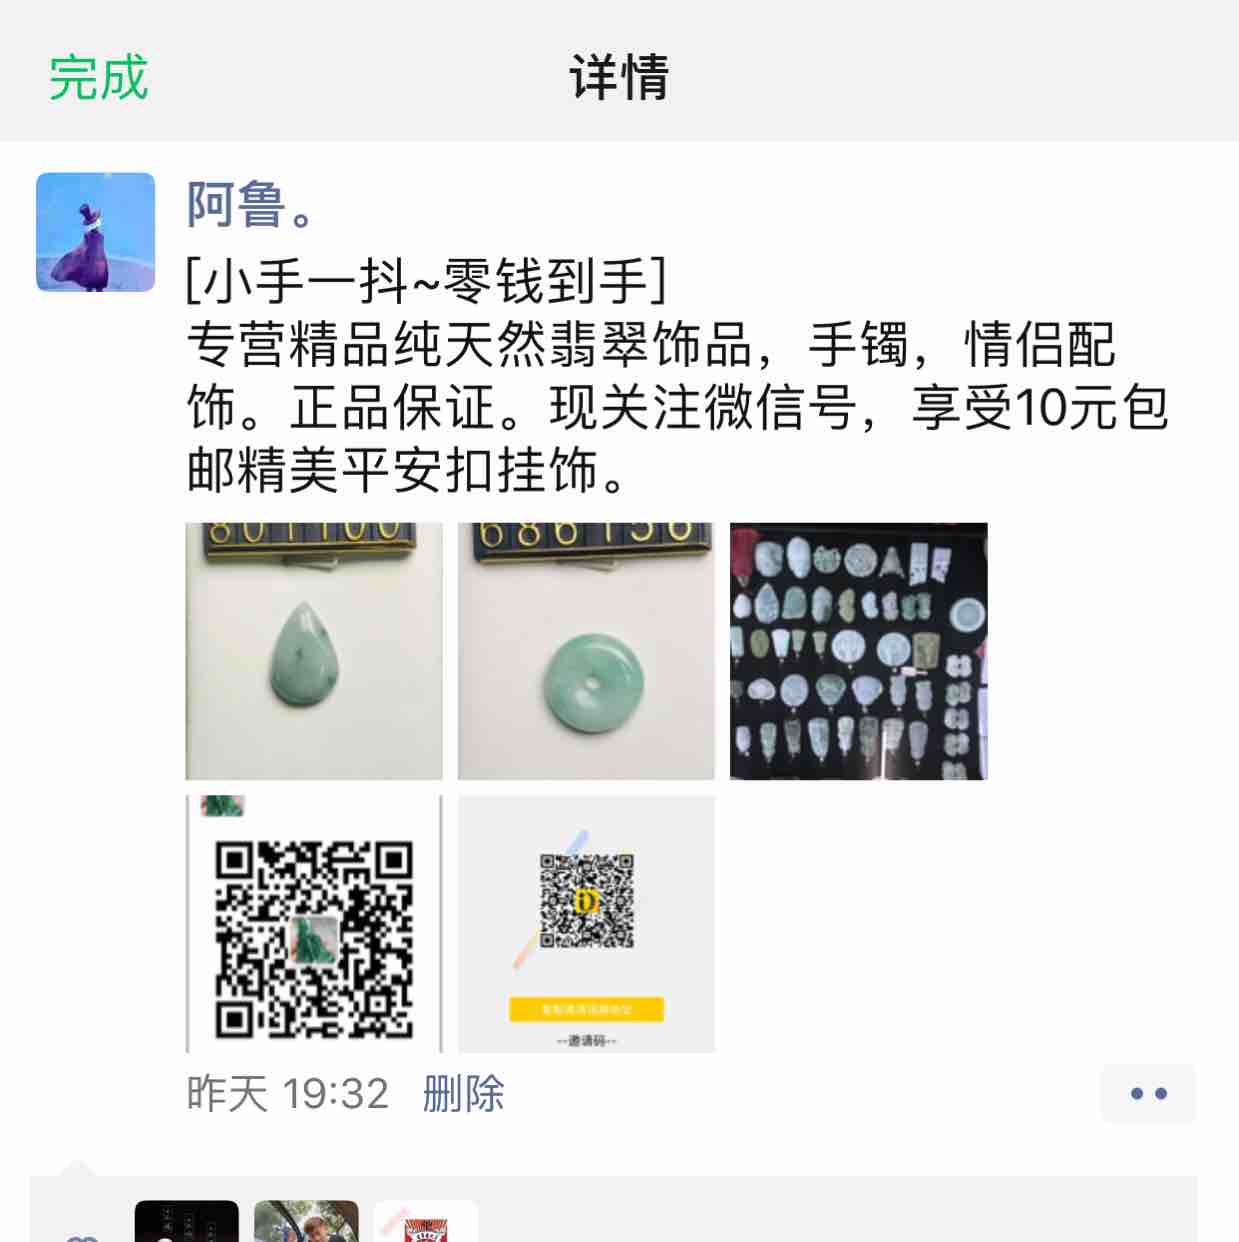 完成
详情
阿鲁。
[小手一抖~零钱到手]
专营精品纯天然翡翠饰品，手镯，情侣配
饰。正品保证。现关注微信号，享受10元包
邮精美平安扣挂饰。
801100
686156
--邀请码--
昨天 19:32 删除